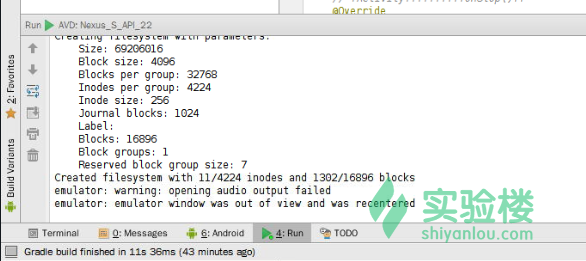 // TActivity..........onStop();;
@Override
Run AVD: Nexus_S_API_22
Creating filesystem with parameters:
Size: 69206016
Block size: 4096
Blocks per group: 32768
Inodes per group: 4224
Inode size: 256
Journal blocks: 1024
Label:
Blocks: 16896
Block groups: 1
Reserved block group size: 7
Created filesystem with 11/4224 inodes and 1302/16896 blocks
emulator: warning: opening audio output failed
emulator: emulator window was out of view and was recentered
2: Favorites
Build Variants
实验楼
shiyanlou.com
Terminal 0: Messages 6: Android 4: Run TODO
Gradle build finished in 11s 36ms (43 minutes ago)